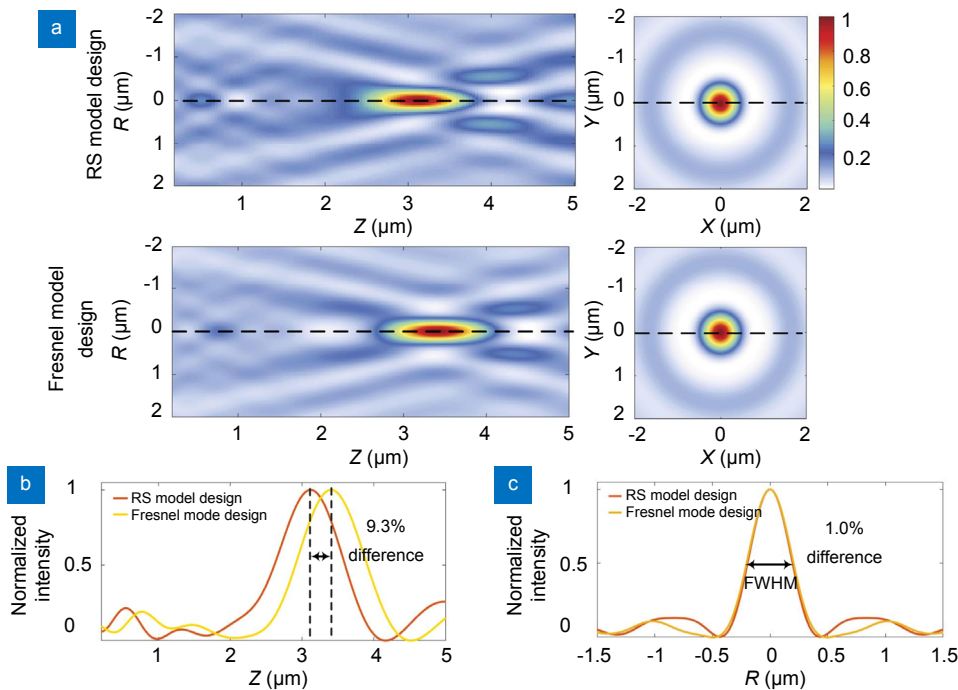 a
RS model design
R (μm)
-2
-1
0
1
2
1
2
3
4
5
Z (μm)
Y (μm)
-2
-1
0
1
2
-2
0
2
X (μm)
1
0.8
0.6
0.4
0.2
Fresnel model
design
R (μm)
-2
-1
0
1
2
1
2
3
4
5
Z (μm)
Y (μm)
-2
-1
0
1
2
-2
0
2
X (μm)
b
Normalized
intensity
1
0.5
0
RS model design
Fresnel mode design
9.3%
difference
0
1
2
3
4
5
Z (μm)
c
Normalized
intensity
1
0.5
0
RS model design
Fresnel mode design
1.0%
difference
FWHM
-1.5
-1
-0.5
0
0.5
1
1.5
R (μm)